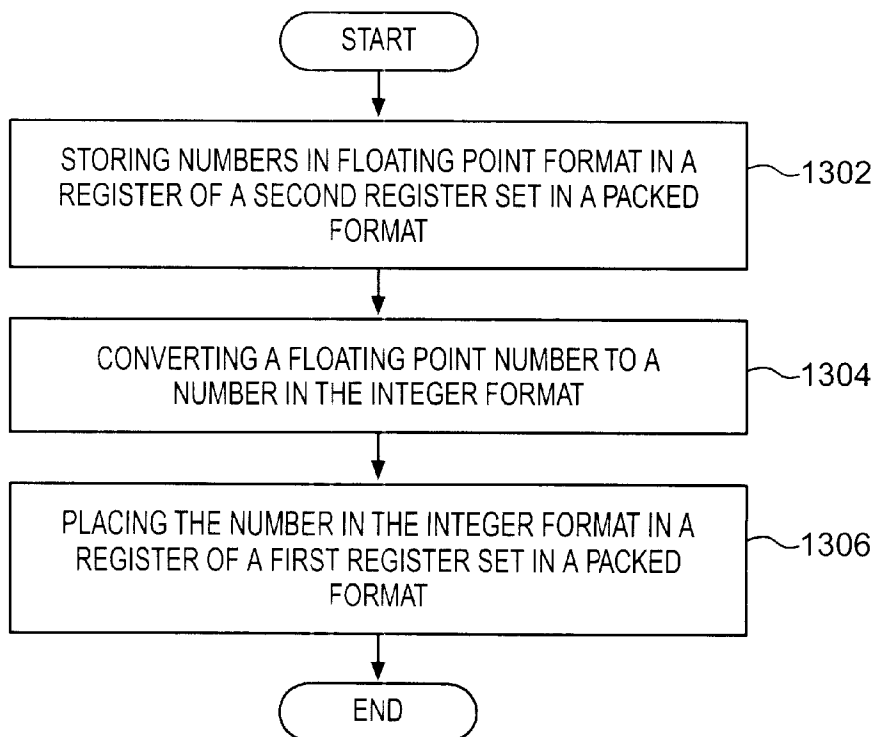 START
STORING NUMBERS IN FLOATING POINT FORMAT IN A
REGISTER OF A SECOND REGISTER SET IN A PACKED
FORMAT
1302
CONVERTING A FLOATING POINT NUMBER TO A
NUMBER IN THE INTEGER FORMAT
1304
PLACING THE NUMBER IN THE INTEGER FORMAT IN A
REGISTER OF A FIRST REGISTER SET IN A PACKED
FORMAT
1306
END